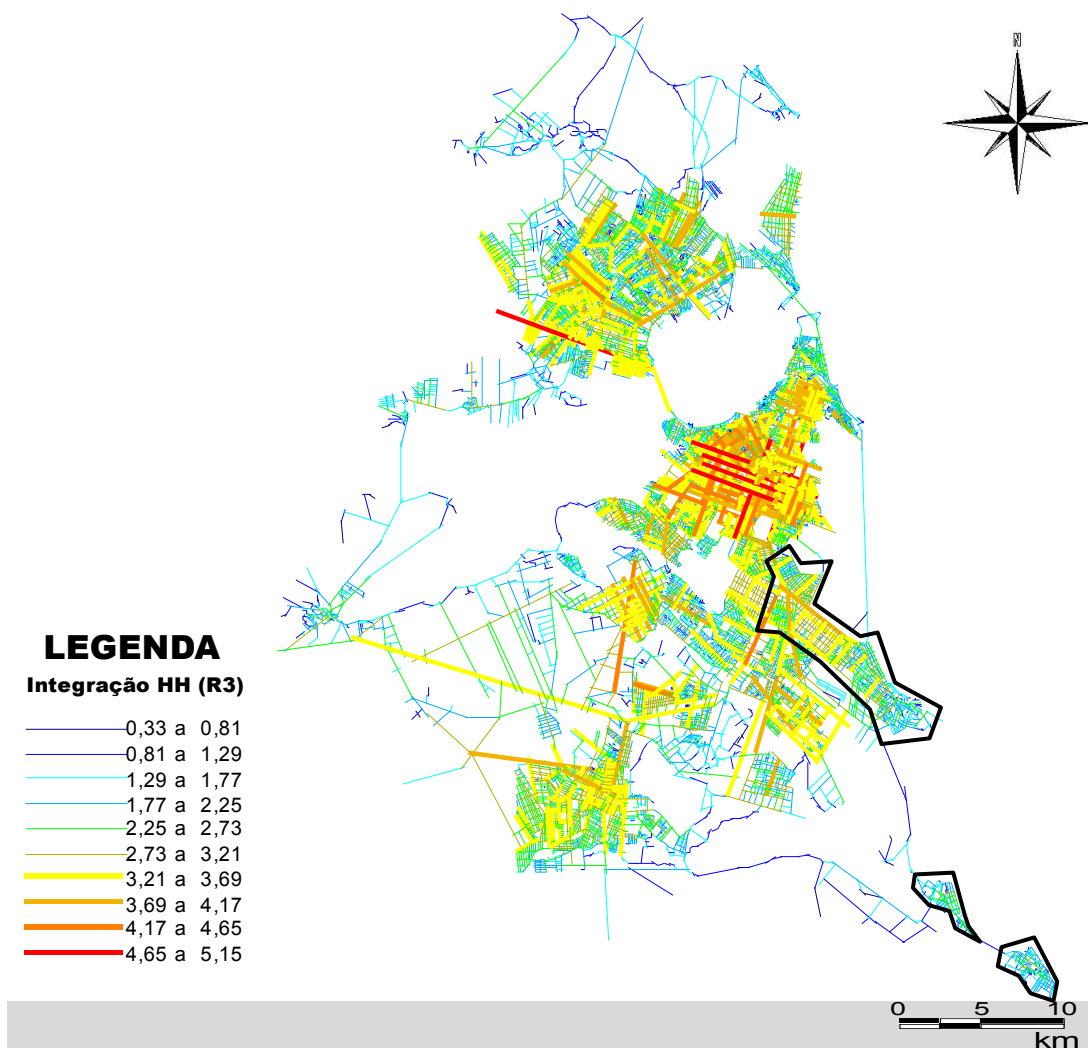 N
LEGENDA
Integração HH (R3)
0,33 a 0,81
0,81 a 1,29
1,29 a 1,77
1,77 a 2,25
2,25 a 2,73
2,73 a 3,21
3,21 a 3,69
3,69 a 4,17
4,17 a 4,65
4,65 a 5,15
0 5 10
km